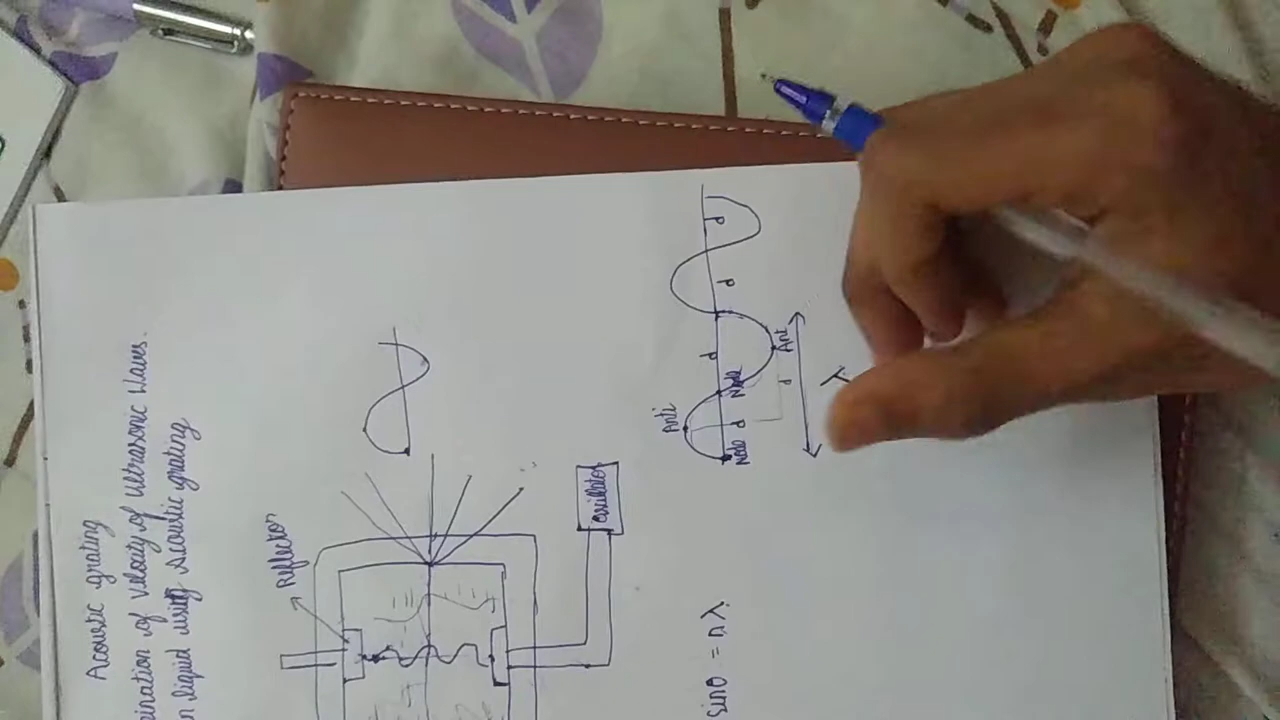 Acoustic grating
ination of Velocity of Ultrasonic Waves
n liquid using Acoustic grating
Reflector
oscillator
Anti
Node
d
Node
d
d
Ant
d
d
λ
sinθ = nλ